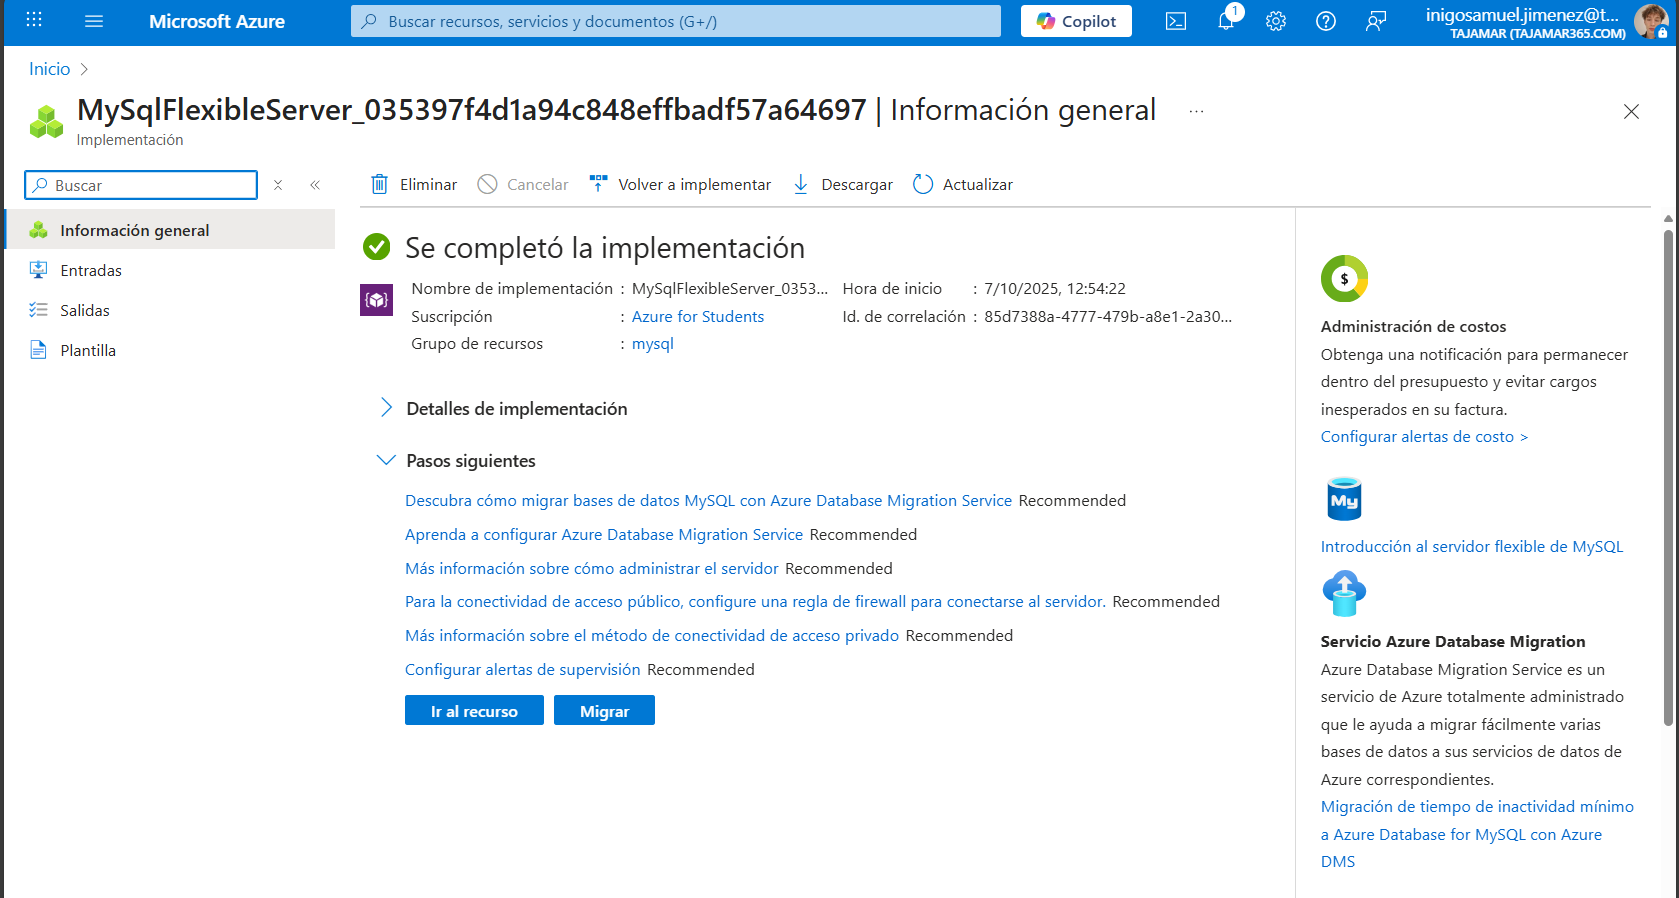 Microsoft Azure
Buscar recursos, servicios y documentos (G+/)
Copilot
1
inigosamuel.jimenez@t...
TAJAMAR (TAJAMAR365.COM)
Inicio
MySqlFlexibleServer_035397f4d1a94c848effbadf57a64697 | Información general ...
Implementación
Buscar
Información general
Entradas
Salidas
Plantilla
Eliminar
Cancelar
Volver a implementar
Descargar
Actualizar
Se completó la implementación
Nombre de implementación : MySqlFlexibleServer_0353...
Suscripción : Azure for Students
Grupo de recursos : mysql
Hora de inicio : 7/10/2025, 12:54:22
Id. de correlación : 85d7388a-4777-479b-a8e1-2a30...
Detalles de implementación
Pasos siguientes
Descubra cómo migrar bases de datos MySQL con Azure Database Migration Service Recommended
Aprenda a configurar Azure Database Migration Service Recommended
Más información sobre cómo administrar el servidor Recommended
Para la conectividad de acceso público, configure una regla de firewall para conectarse al servidor. Recommended
Más información sobre el método de conectividad de acceso privado Recommended
Configurar alertas de supervisión Recommended
Ir al recurso
Migrar
$
Administración de costos
Obtenga una notificación para permanecer
dentro del presupuesto y evitar cargos
inesperados en su factura.
Configurar alertas de costo >
My
Introducción al servidor flexible de MySQL
Servicio Azure Database Migration
Azure Database Migration Service es un
servicio de Azure totalmente administrado
que le ayuda a migrar fácilmente varias
bases de datos a sus servicios de datos de
Azure correspondientes.
Migración de tiempo de inactividad mínimo
a Azure Database for MySQL con Azure
DMS